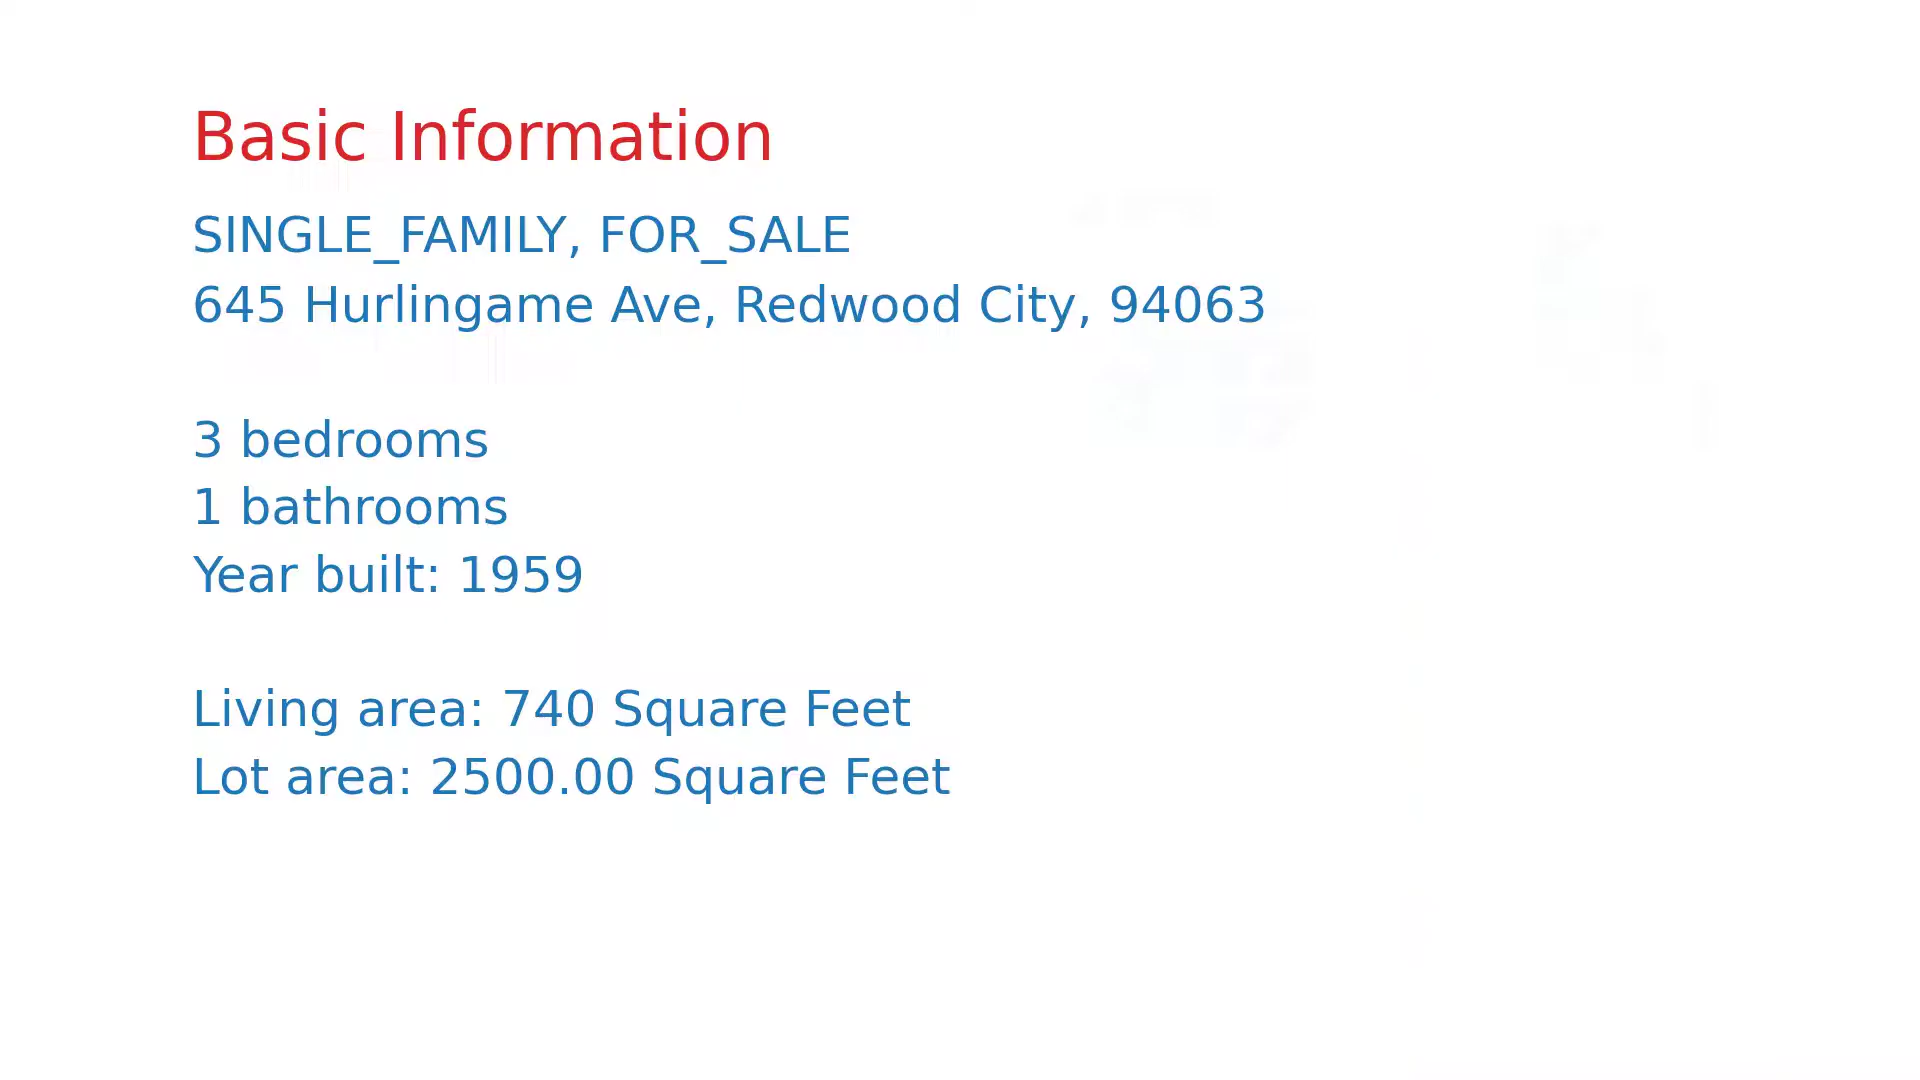 Basic Information
SINGLE_FAMILY, FOR_SALE
645 Hurlingame Ave, Redwood City, 94063
3 bedrooms
1 bathrooms
Year built: 1959
Living area: 740 Square Feet
Lot area: 2500.00 Square Feet